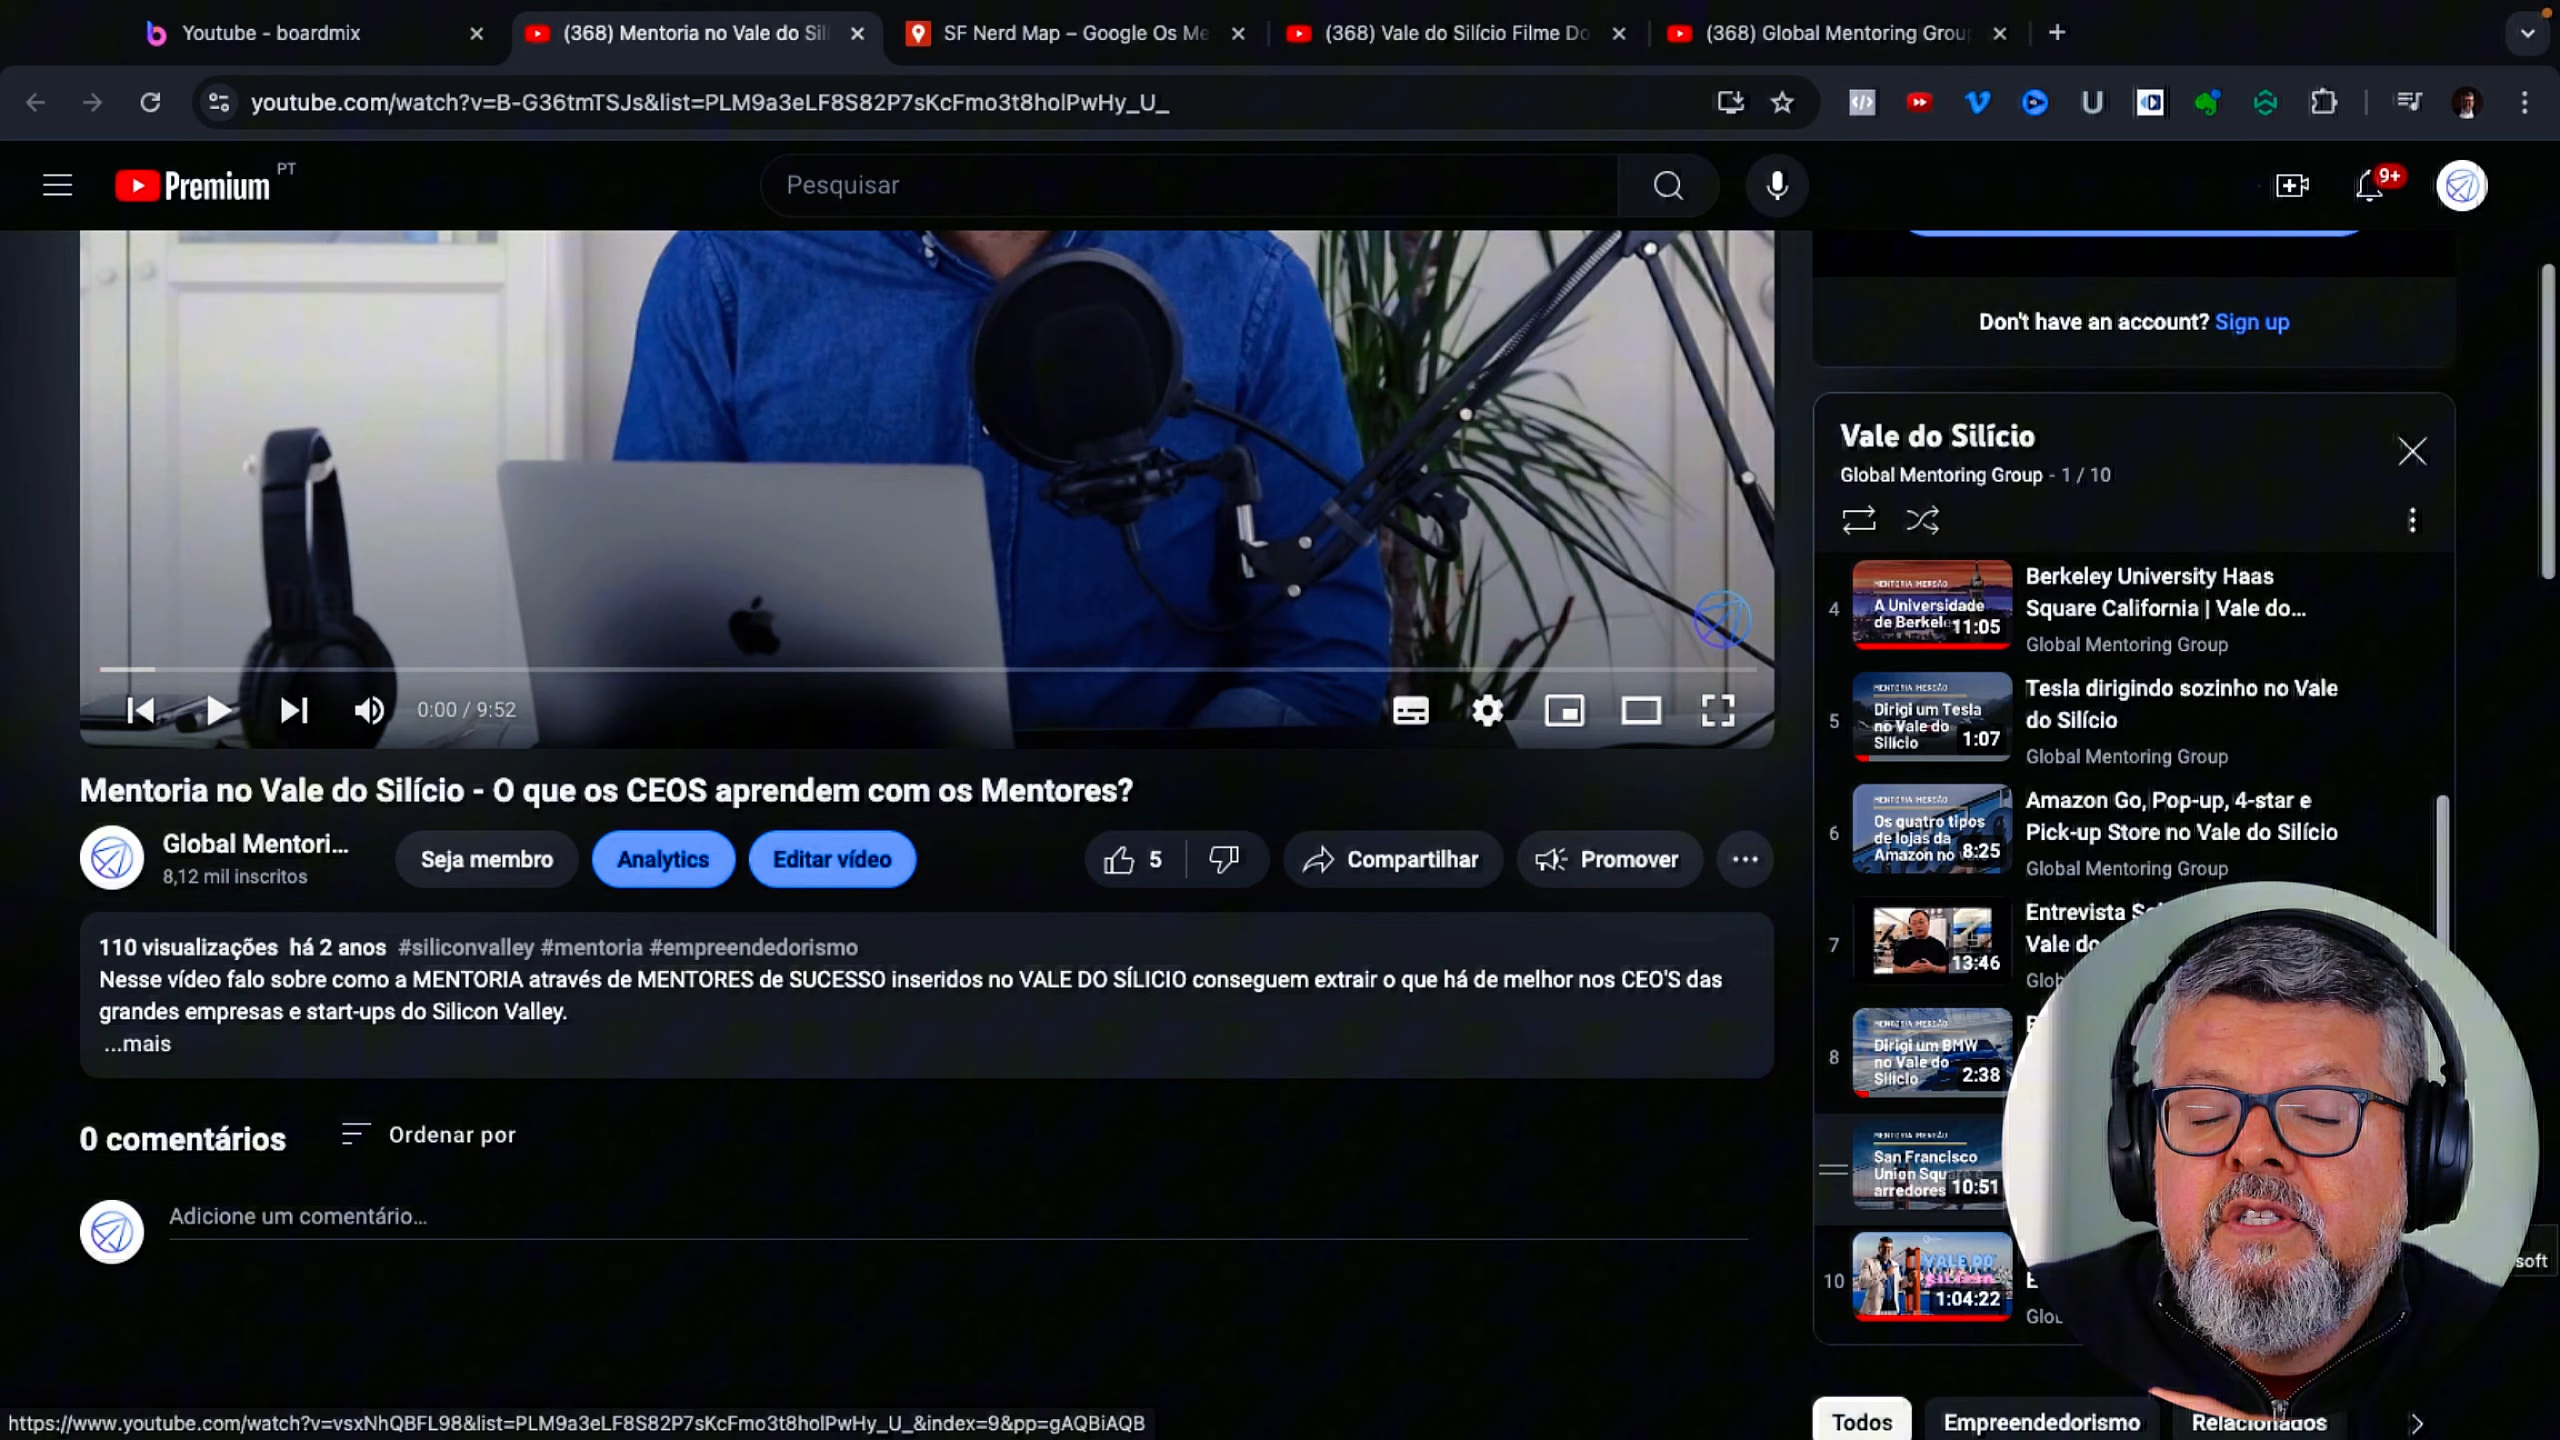 Youtube - boardmix
(368) Mentoria no Vale do Sil
SF Nerd Map – Google Os Me
(368) Vale do Silício Filme Do
(368) Global Mentoring Grou
youtube.com/watch?v=B-G36tmTSJs&list=PLM9a3eLF8S82P7sKcFmo3t8holPwHy_U_
Premium
PT
Pesquisar
9+
Don't have an account? Sign up
Vale do Silício
Global Mentoring Group - 1 / 10
4
A Universidade
de Berkele
11:05
Berkeley University Haas
Square California | Vale do...
Global Mentoring Group
5
Dirigi um Tesla
no Vale do
Silício
1:07
Tesla dirigindo sozinho no Vale
do Silício
Global Mentoring Group
6
Os quatro tipos
de lojas da
Amazon no
8:25
Amazon Go, Pop-up, 4-star e
Pick-up Store no Vale do Silício
Global Mentoring Group
7
13:46
Entrevista
Vale do
Glob
8
Dirigi um BMW
no Vale do
Silício
2:38
San Francisco
Union Squ
arredores
10:51
10
VALE DO
1:04:22
E
Glo
soft
0:00 / 9:52
Mentoria no Vale do Silício - O que os CEOS aprendem com os Mentores?
Global Mentori...
8,12 mil inscritos
Seja membro
Analytics
Editar vídeo
5
Compartilhar
Promover
110 visualizações há 2 anos #siliconvalley #mentoria #empreendedorismo
Nesse vídeo falo sobre como a MENTORIA através de MENTORES de SUCESSO inseridos no VALE DO SÍLICIO conseguem extrair o que há de melhor nos CEO'S das
grandes empresas e start-ups do Silicon Valley.
...mais
0 comentários
Ordenar por
Adicione um comentário...
Todos
Empreendedorismo
Relacionados
https://www.youtube.com/watch?v=vsxNhQBFL98&list=PLM9a3eLF8S82P7sKcFmo3t8holPwHy_U_&index=9&pp=gAQBiAQB